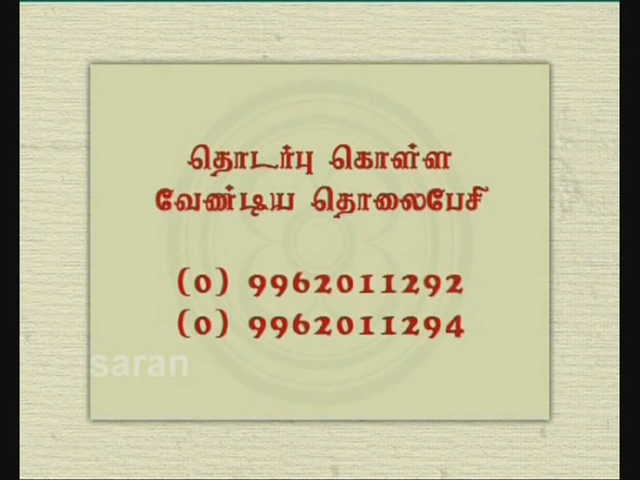 தொடர்பு கொள்ள
வேண்டிய தொலைபேசி
(0) 9962011292
(0) 9962011294
saran